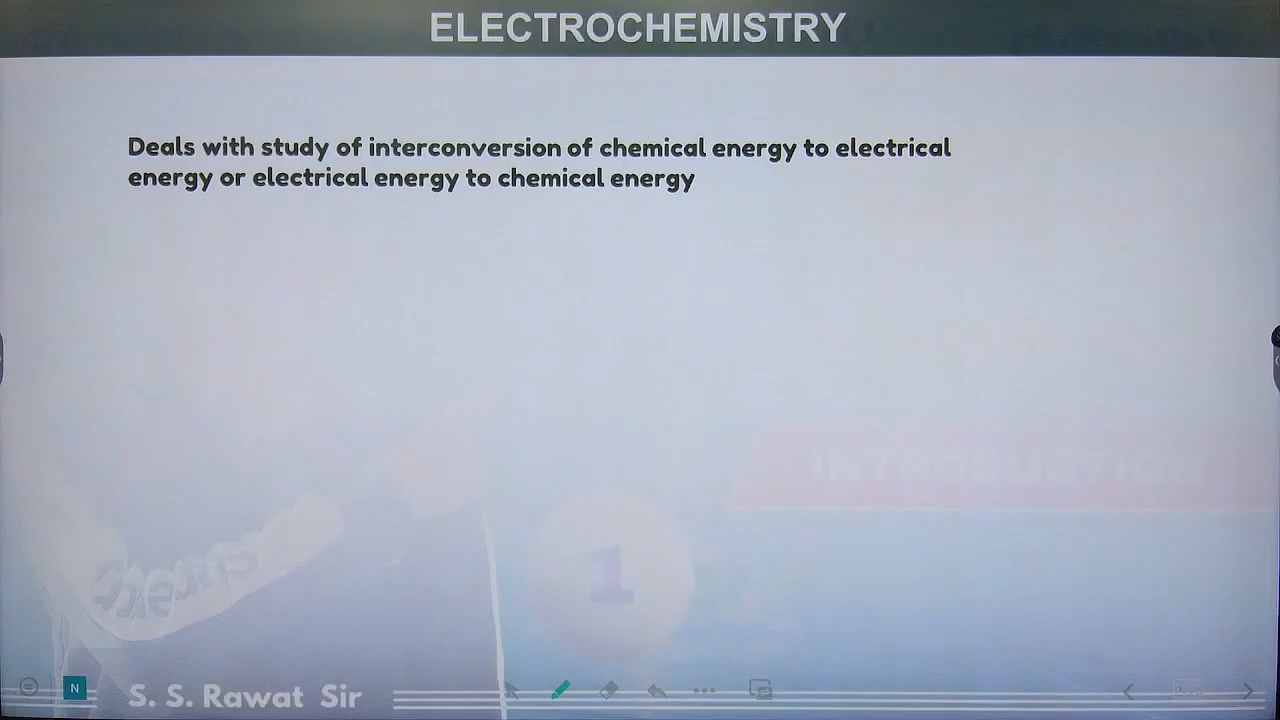 ELECTROCHEMISTRY
Deals with study of interconversion of chemical energy to electrical
energy or electrical energy to chemical energy
INTRODUCTION
1
N
S. S. Rawat Sir